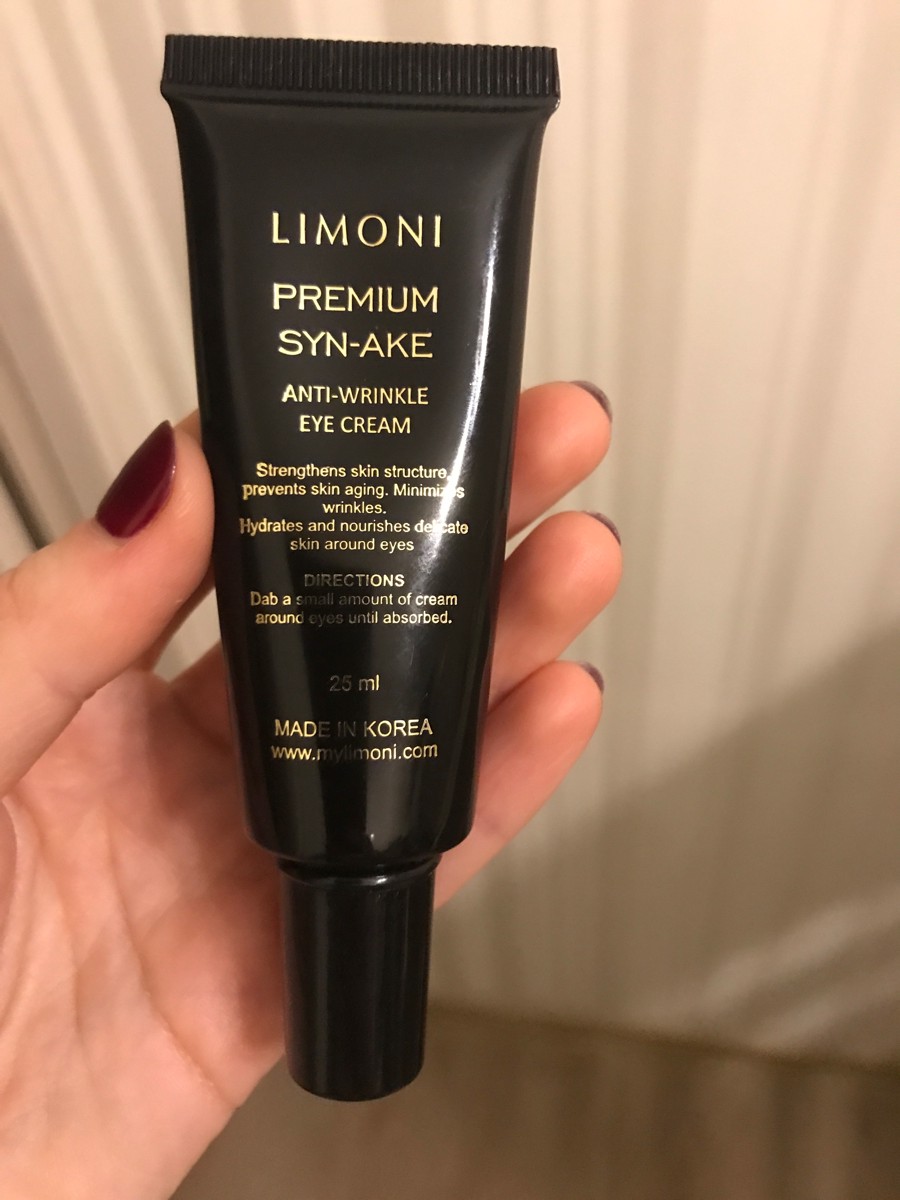 LIMONI
PREMIUM
SYN-AKE
ANTI-WRINKLE
EYE CREAM
Strengthens skin structure,
prevents skin aging. Minimizes
wrinkles.
Hydrates and nourishes delicate
skin around eyes
DIRECTIONS
Dab a small amount of cream
around eyes until absorbed.
25 ml
MADE IN KOREA
www.mylimoni.com